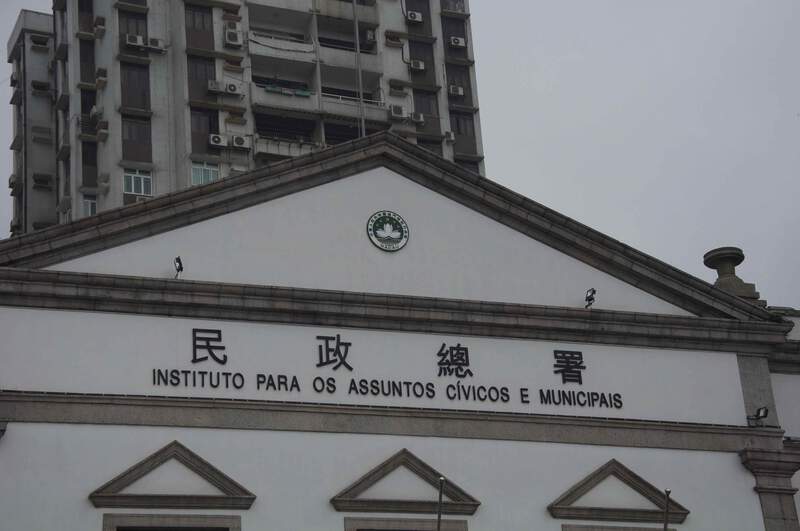 民政總署
INSTITUTO PARA OS ASSUNTOS CÍVICOS E MUNICIPAIS